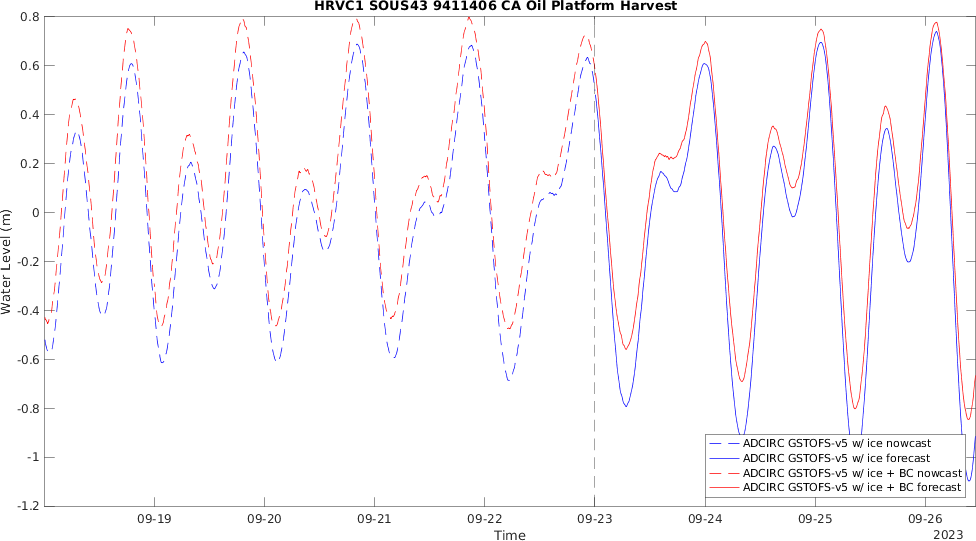 HRVC1 SOUS43 9411406 CA Oil Platform Harvest
0.8
0.6
0.4
0.2
0
-0.2
-0.4
-0.6
-0.8
-1
-1.2
Water Level (m)
ADCIRC GSTOFS-v5 w/ ice nowcast
ADCIRC GSTOFS-v5 w/ ice forecast
ADCIRC GSTOFS-v5 w/ ice + BC nowcast
ADCIRC GSTOFS-v5 w/ ice + BC forecast
09-19 09-20 09-21 09-22 09-23 09-24 09-25 09-26
Time
2023